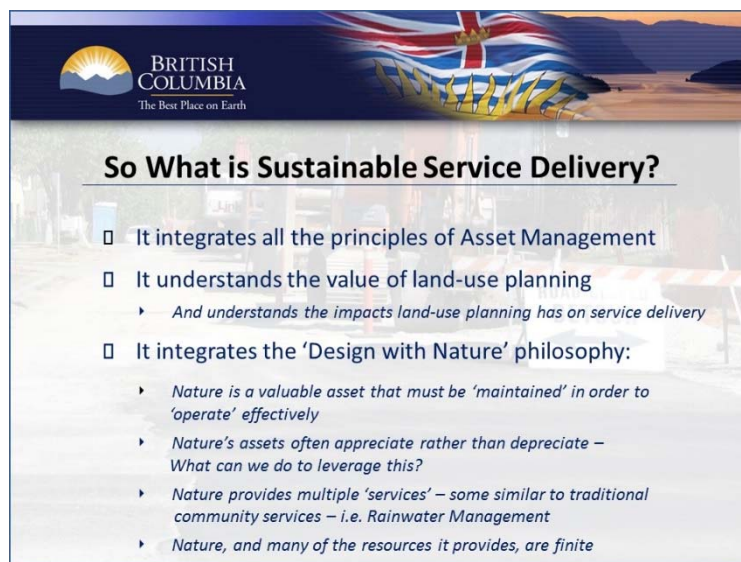 BRITISH
COLUMBIA
The Best Place on Earth
So What is Sustainable Service Delivery?
It integrates all the principles of Asset Management
It understands the value of land-use planning
And understands the impacts land-use planning has on service delivery
It integrates the ‘Design with Nature’ philosophy:
Nature is a valuable asset that must be ‘maintained’ in order to
‘operate’ effectively
Nature’s assets often appreciate rather than depreciate –
What can we do to leverage this?
Nature provides multiple ‘services’ – some similar to traditional
community services – i.e. Rainwater Management
Nature, and many of the resources it provides, are finite